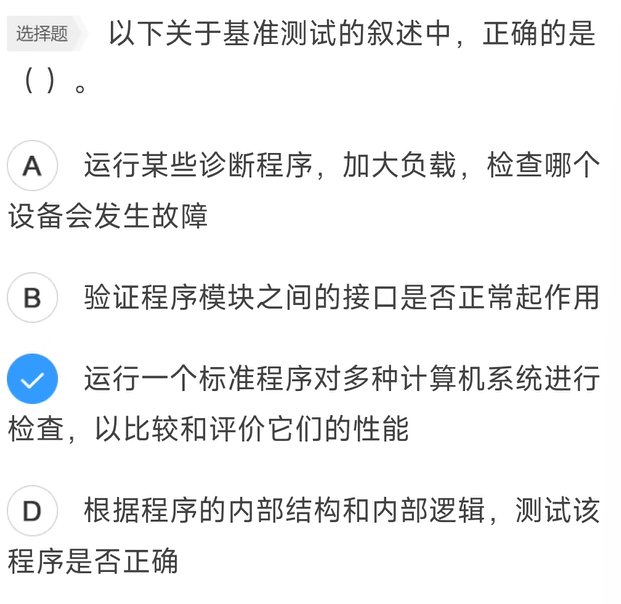 选择题 以下关于基准测试的叙述中，正确的是
（ ）。
A 运行某些诊断程序，加大负载，检查哪个
设备会发生故障
B 验证程序模块之间的接口是否正常起作用
运行一个标准程序对多种计算机系统进行
检查，以比较和评价它们的性能
D 根据程序的内部结构和内部逻辑，测试该
程序是否正确